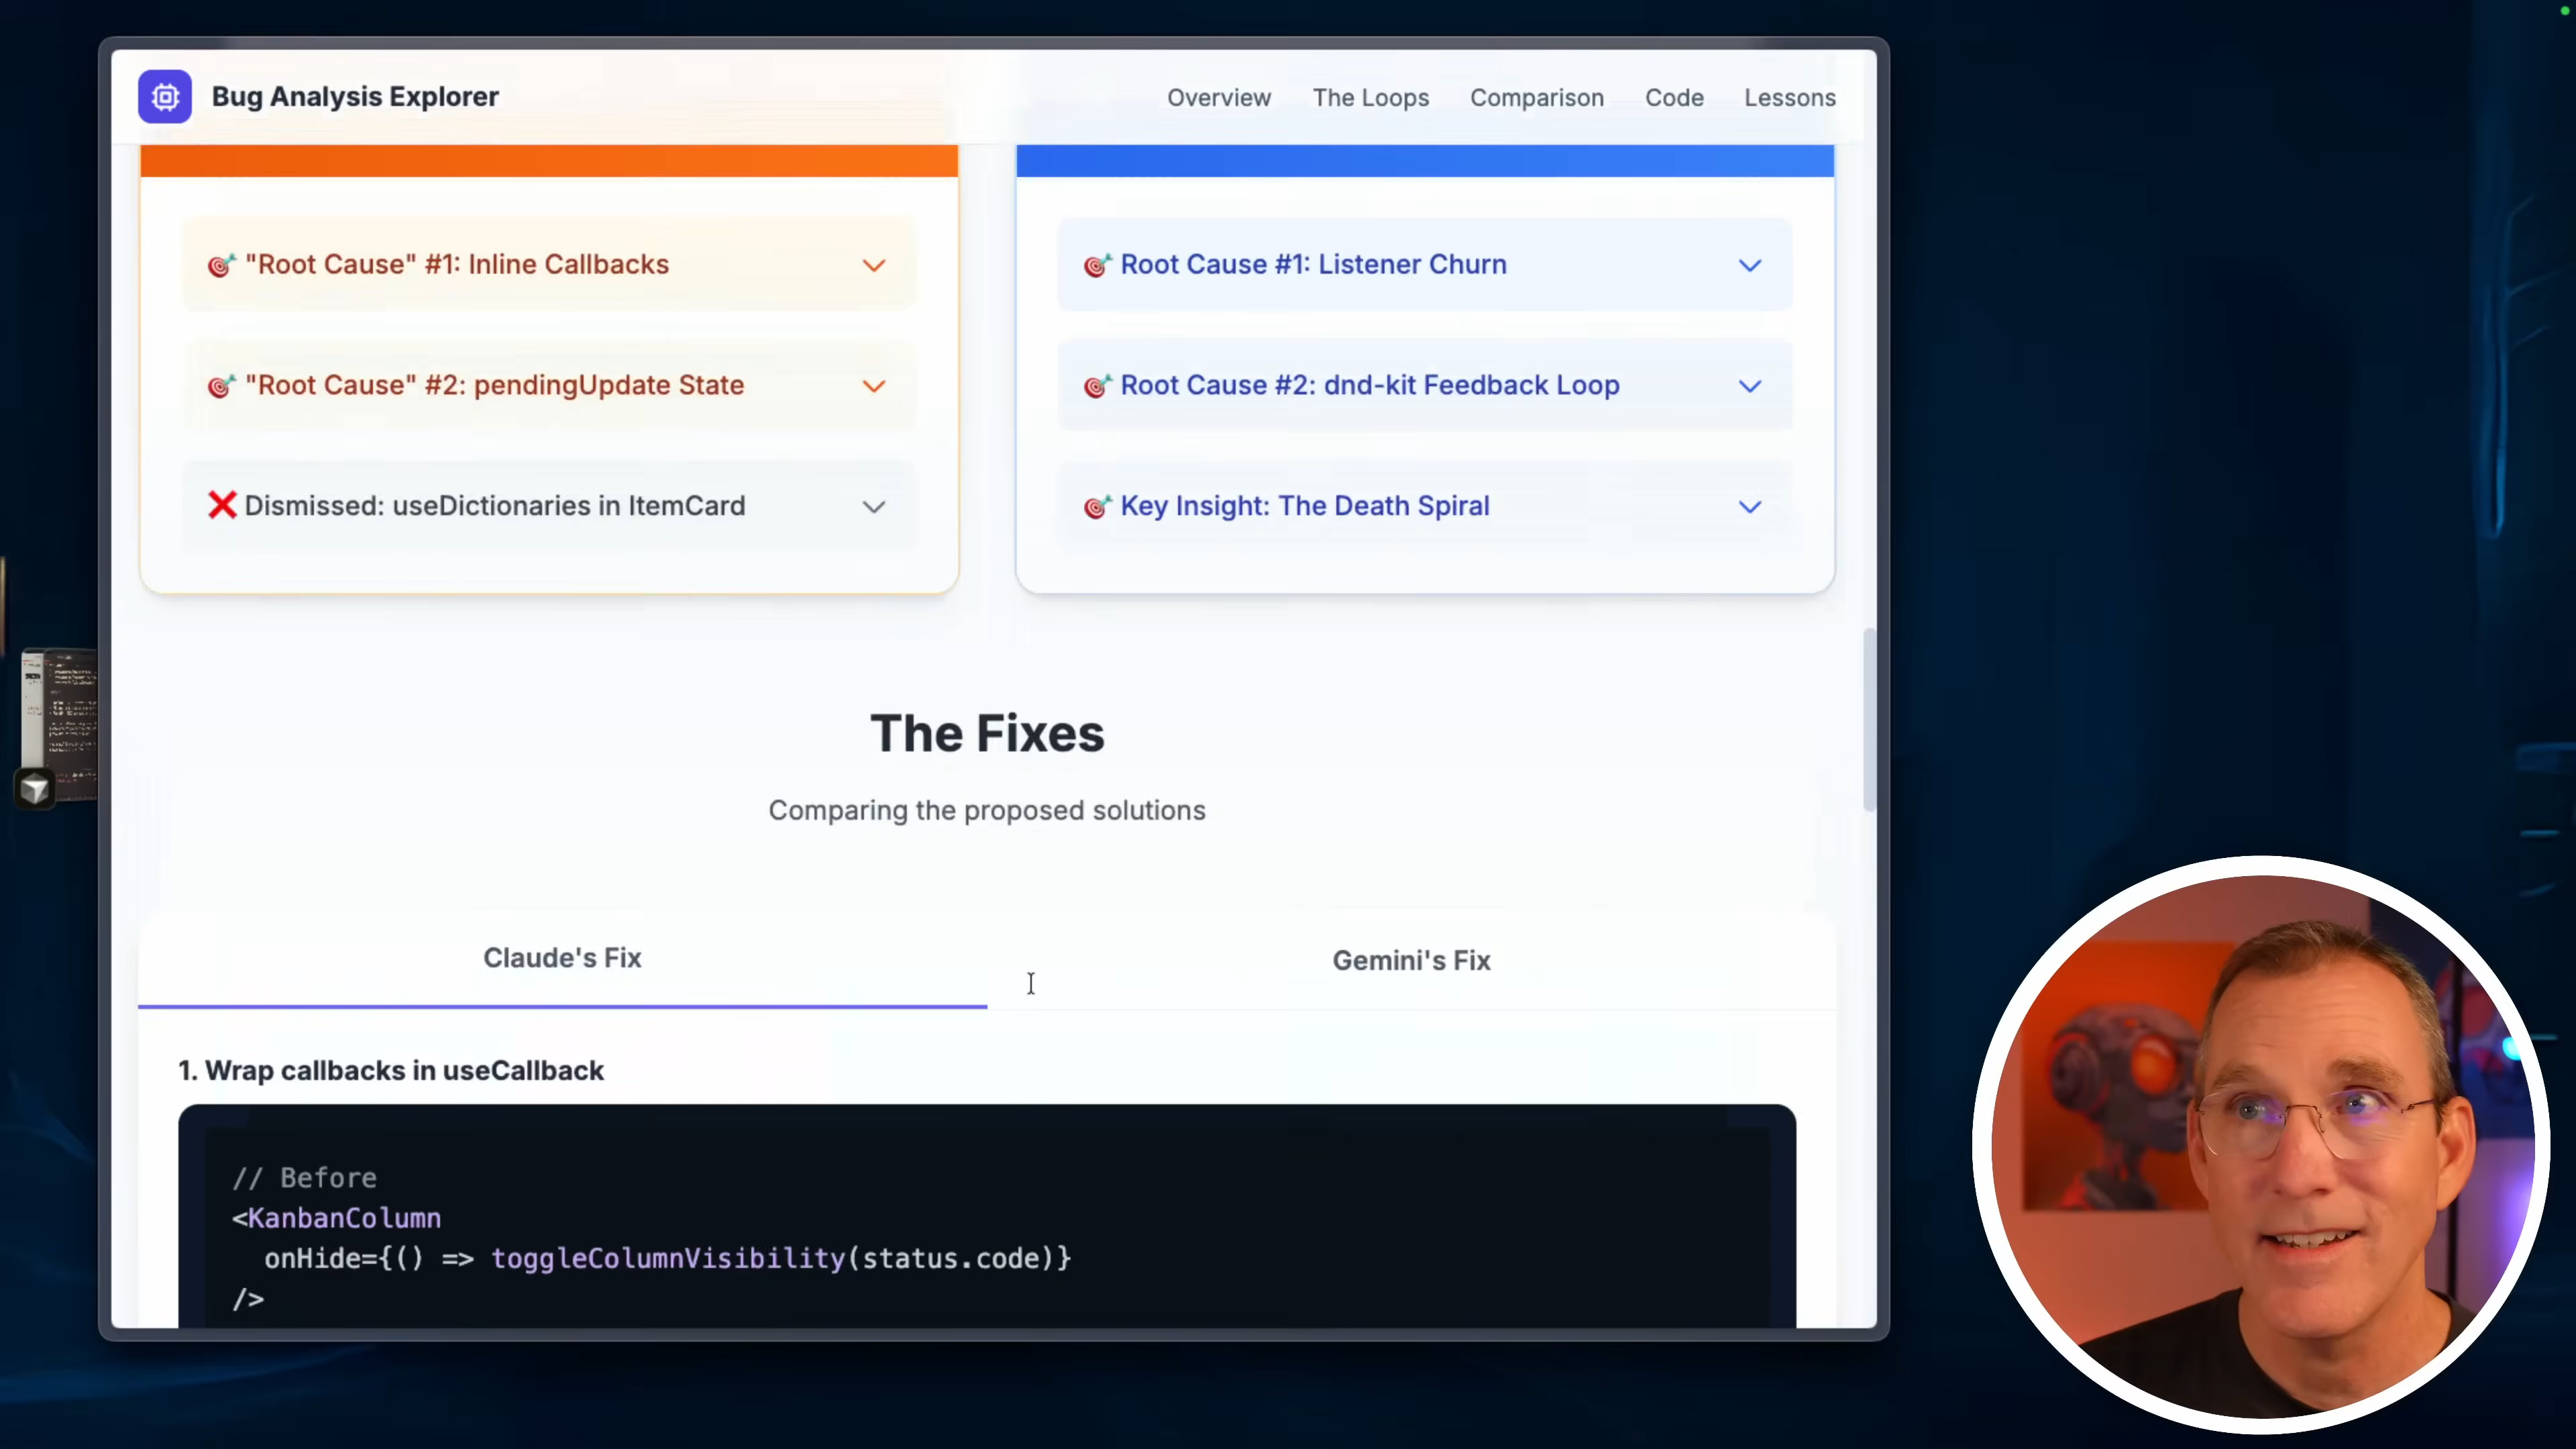 Bug Analysis Explorer
Overview
The Loops
Comparison
Code
Lessons
"Root Cause" #1: Inline Callbacks
"Root Cause" #2: pendingUpdate State
Dismissed: useDictionaries in ItemCard
Root Cause #1: Listener Churn
Root Cause #2: dnd-kit Feedback Loop
Key Insight: The Death Spiral
The Fixes
Comparing the proposed solutions
Claude's Fix
Gemini's Fix
1. Wrap callbacks in useCallback
// Before
<KanbanColumn
onHide={() => toggleColumnVisibility(status.code)}
/>